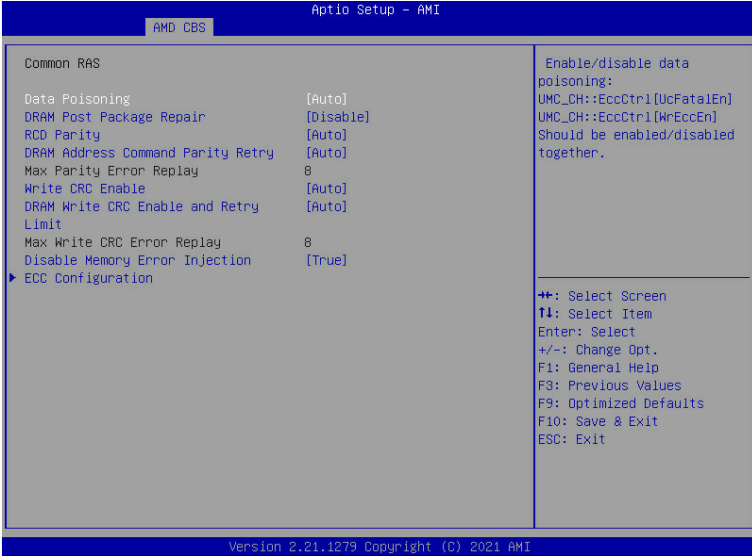 Aptio Setup – AMI
AMD CBS
Common RAS
Data Poisoning [Auto]
DRAM Post Package Repair [Disable]
RCD Parity [Auto]
DRAM Address Command Parity Retry [Auto]
Max Parity Error Replay 8
Write CRC Enable [Auto]
DRAM Write CRC Enable and Retry [Auto]
Limit
Max Write CRC Error Replay 8
Disable Memory Error Injection [True]
ECC Configuration
Enable/disable data
poisoning:
UMC_CH::EccCtrl[UcFatalEn]
UMC_CH::EccCtrl[WrEccEn]
Should be enabled/disabled
together.
→←: Select Screen
↑↓: Select Item
Enter: Select
+/-: Change Opt.
F1: General Help
F3: Previous Values
F9: Optimized Defaults
F10: Save & Exit
ESC: Exit
Version 2.21.1279 Copyright (C) 2021 AMI